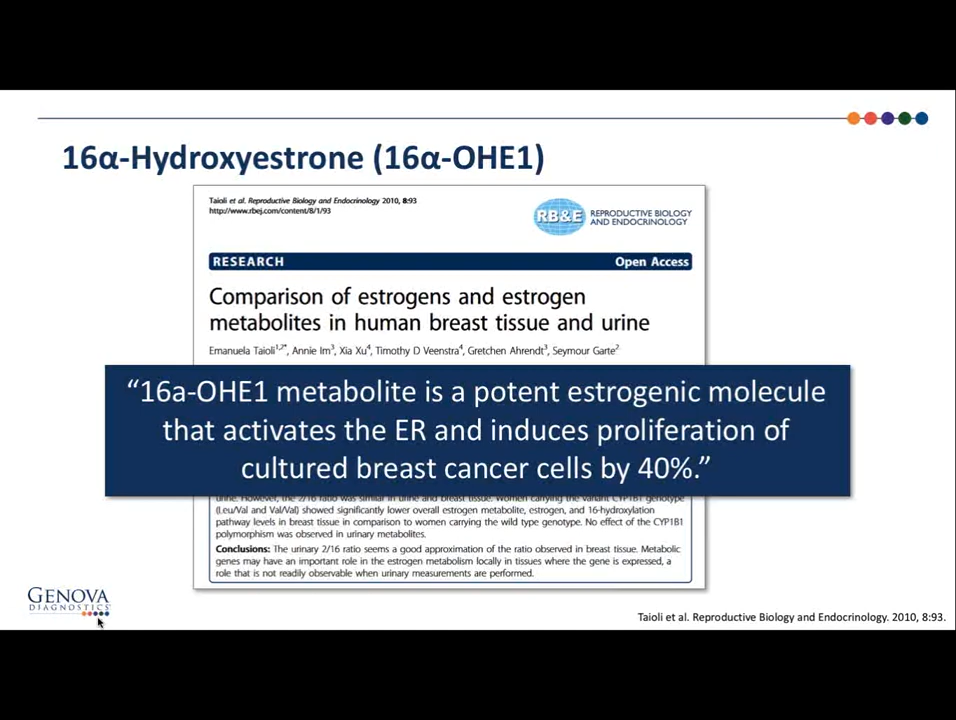 16α-Hydroxyestrone (16α-OHE1)
Taioli et al. Reproductive Biology and Endocrinology 2010, 8:93
http://www.rbej.com/content/8/1/93
RB&E
REPRODUCTIVE BIOLOGY
AND ENDOCRINOLOGY
RESEARCH
Open Access
Comparison of estrogens and estrogen
metabolites in human breast tissue and urine
Emanuela Taioli1,2*, Annie Im3, Xia Xu4, Timothy D Veenstra4, Gretchen Ahrendt3, Seymour Garte2
“16a-OHE1 metabolite is a potent estrogenic molecule
that activates the ER and induces proliferation of
cultured breast cancer cells by 40%.”
urine. However, the 2/16 ratio was similar in urine and breast tissue. Women carrying the variant CYP1B1 genotype
(Leu/Val and Val/Val) showed significantly lower overall estrogen metabolite, estrogen, and 16-hydroxylation
pathway levels in breast tissue in comparison to women carrying the wild type genotype. No effect of the CYP1B1
polymorphism was observed in urinary metabolites.
Conclusions: The urinary 2/16 ratio seems a good approximation of the ratio observed in breast tissue. Metabolic
genes may have an important role in the estrogen metabolism locally in tissues where the gene is expressed, a
role that is not readily observable when urinary measurements are performed.
GENOVA
DIAGNOSTICS
Taioli et al. Reproductive Biology and Endocrinology. 2010, 8:93.